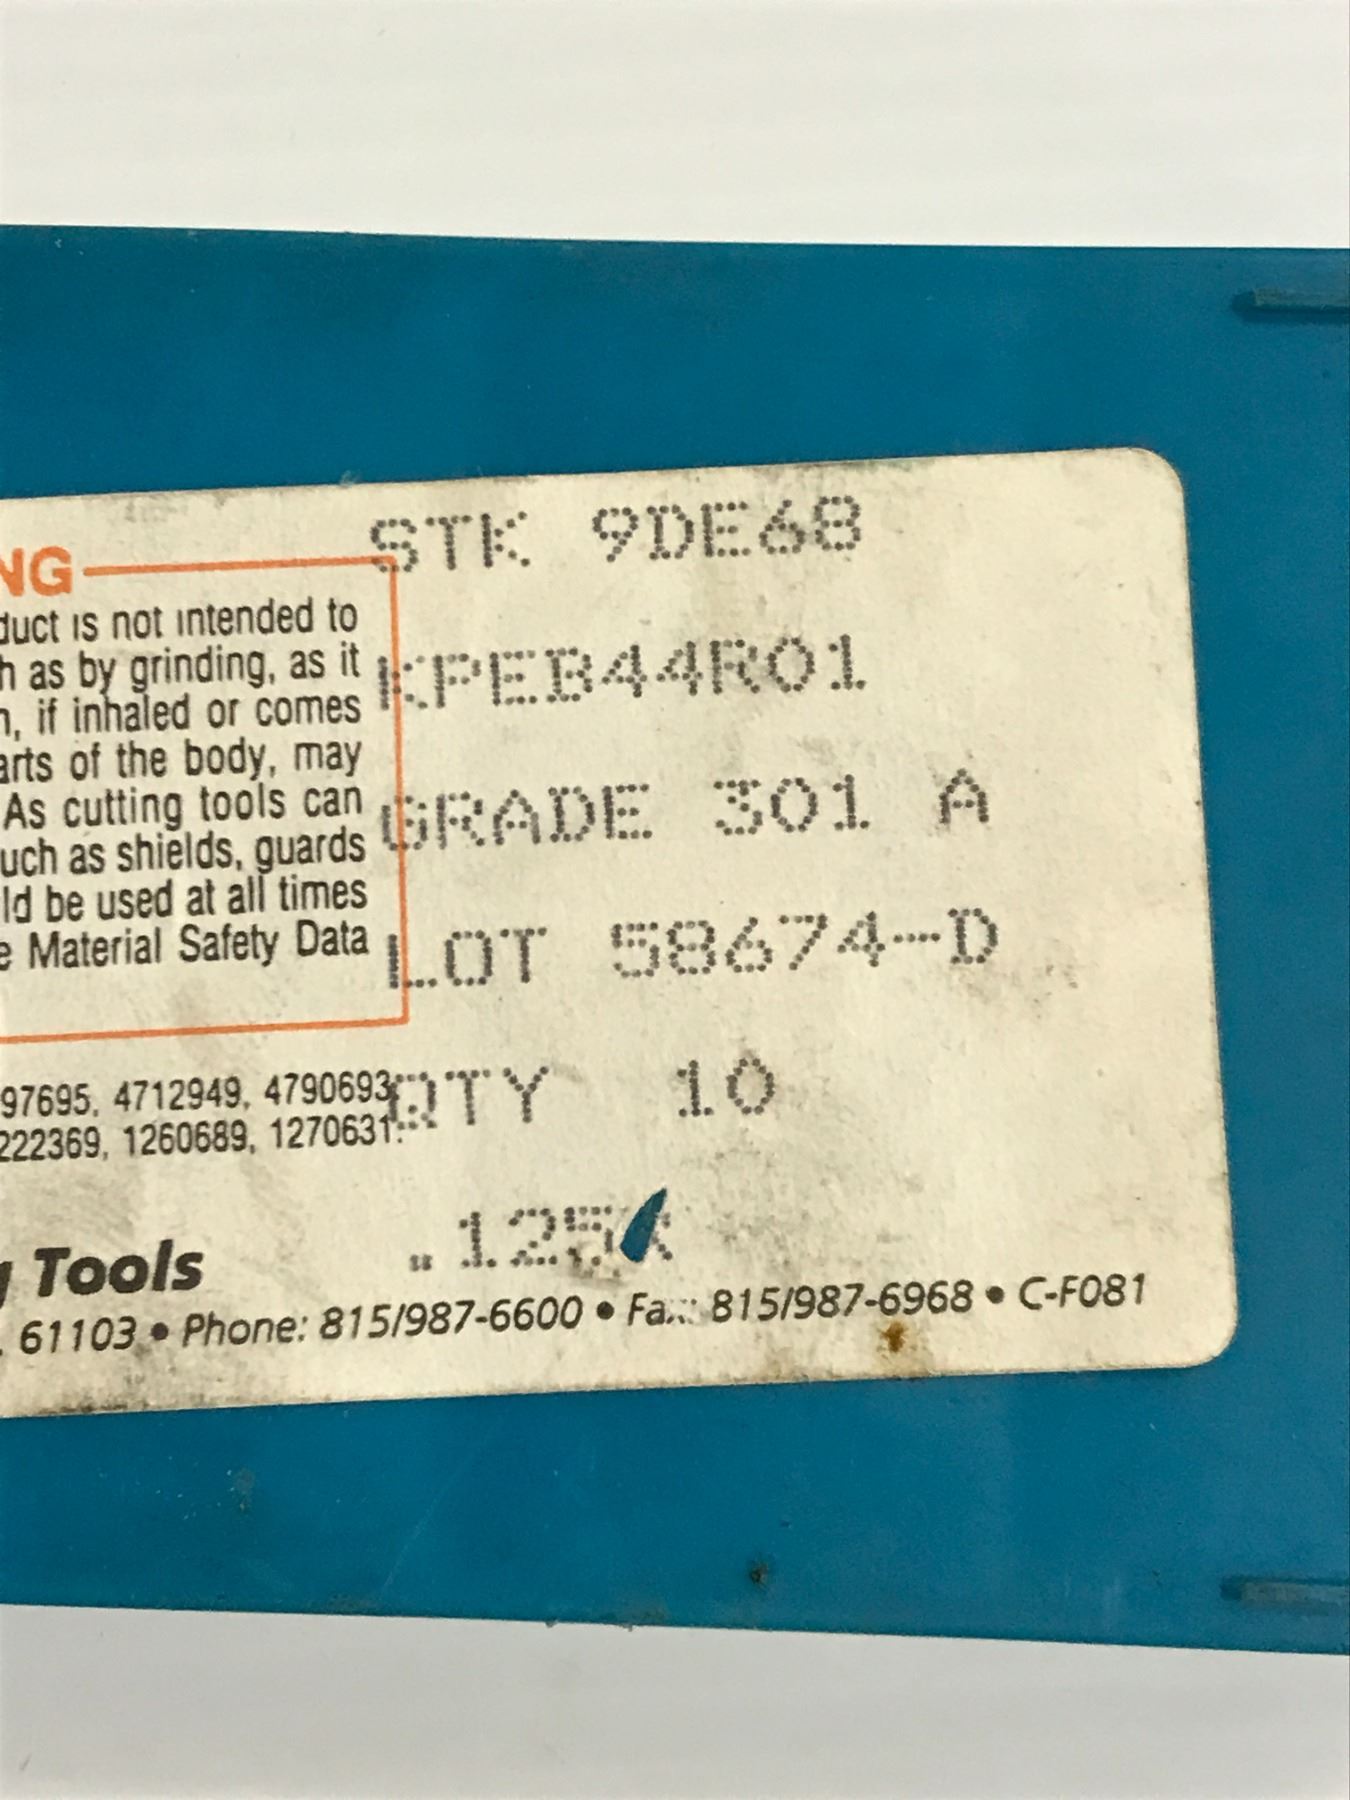 STK 9DE68
NG
duct is not intended to
h as by grinding, as it
KPEB44R01
n, if inhaled or comes
arts of the body, may
As cutting tools can
GRADE 301 A
uch as shields, guards
ld be used at all times
e Material Safety Data
LOT 58674-D
97695, 4712949, 4790693,
QTY 10
222369, 1260689, 1270631.
.125
g Tools
61103 • Phone: 815/987-6600 • Fax: 815/987-6968 • C-F081